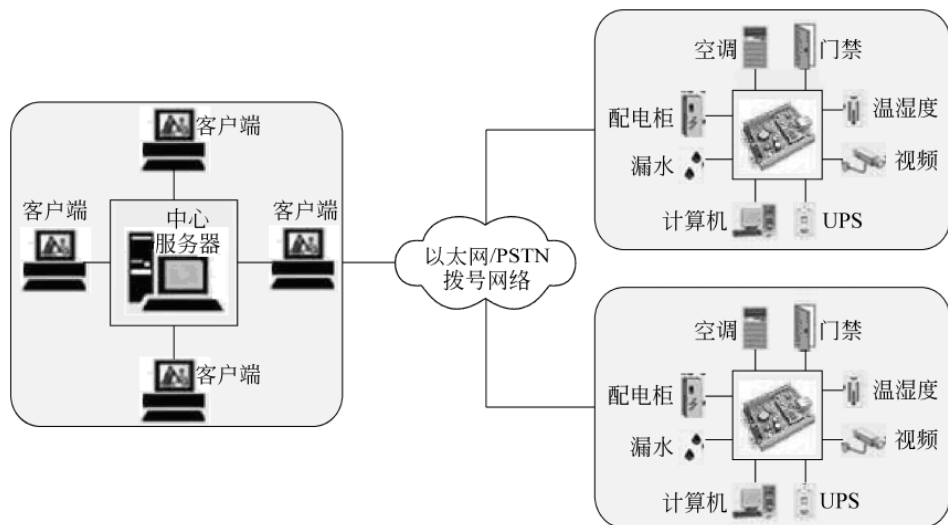 客户端
客户端
中心
服务器
客户端
客户端
以太网/PSTN
拨号网络
空调
门禁
配电柜
温湿度
漏水
视频
计算机
UPS
空调
门禁
配电柜
温湿度
漏水
视频
计算机
UPS